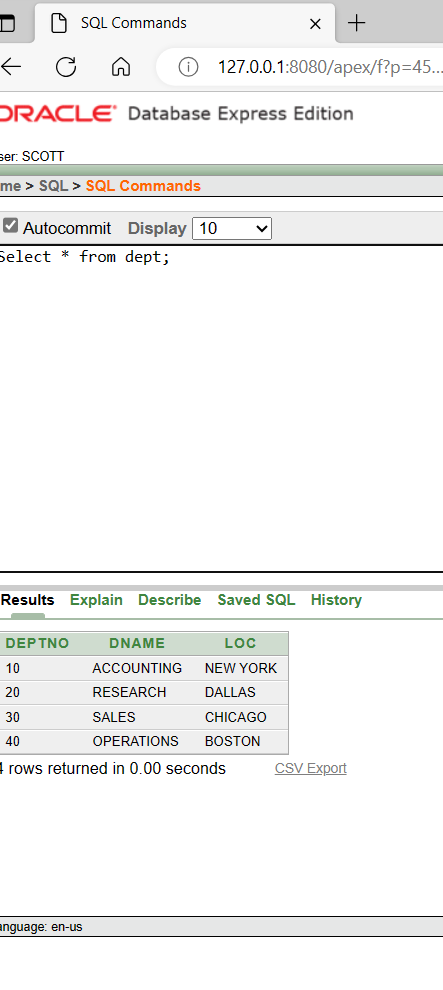 SQL Commands
127.0.0.1:8080/apex/f?p=45...
ORACLE Database Express Edition
ser: SCOTT
me > SQL > SQL Commands
Autocommit Display 10
Select * from dept;
Results Explain Describe Saved SQL History
DEPTNO DNAME LOC
10 ACCOUNTING NEW YORK
20 RESEARCH DALLAS
30 SALES CHICAGO
40 OPERATIONS BOSTON
4 rows returned in 0.00 seconds CSV Export
anguage: en-us